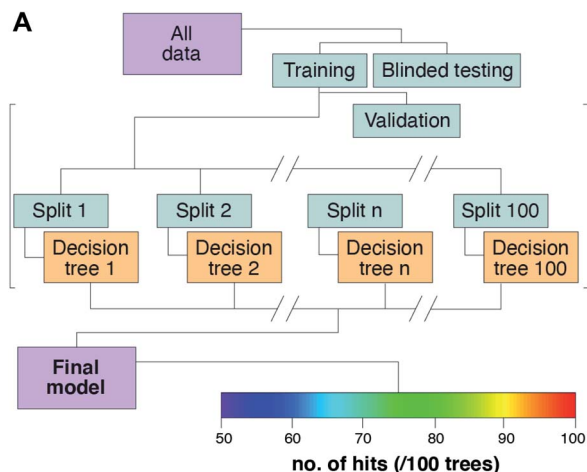 A
All
data
Training
Blinded testing
Validation
Split 1
Split 2
Split n
Split 100
Decision
tree 1
Decision
tree 2
Decision
tree n
Decision
tree 100
Final
model
50 60 70 80 90 100
no. of hits (/100 trees)